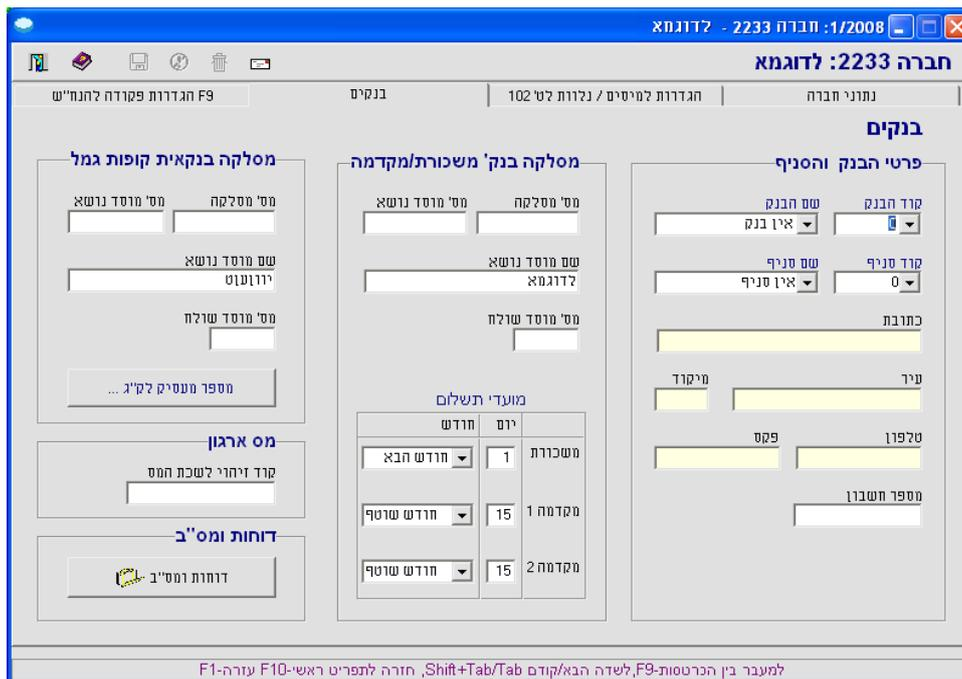 חברה 2233 - לדוגמא :1/2008
חברה 2233: לדוגמא
נתוני חברה
הגדרות למיסים / נלוות לט' 102
בנקים
F9 הגדרות פקודה להנח"ש
בנקים
פרטי הבנק והסניף
קוד הבנק
שם הבנק
0
אין בנק
קוד סניף
שם סניף
0
אין סניף
כתובת
עיר
מיקוד
טלפון
פקס
מספר חשבון
מסלקה בנק' משכורת/מקדמה
מס' מסלקה
מס' מוסד נושא
שם מוסד נושא
לדוגמא
מס' מוסד שולח
מועדי תשלום
יום
חודש
משכורת
1
חודש הבא
מקדמה 1
15
חודש שוטף
מקדמה 2
15
חודש שוטף
מסלקה בנקאית קופות גמל
מס' מסלקה
מס' מוסד נושא
שם מוסד נושא
מס' מוסד שולח
מספר מעסיק לק"ג ...
מס ארגון
קוד זיהוי לשכת המס
דוחות ומס"ב
דוחות ומס"ב
למעבר בין הכרטסות-F9,לשדה הבא/קודם Shift+Tab/Tab, חזרה לתפריט ראשי-F10 עזרה-F1